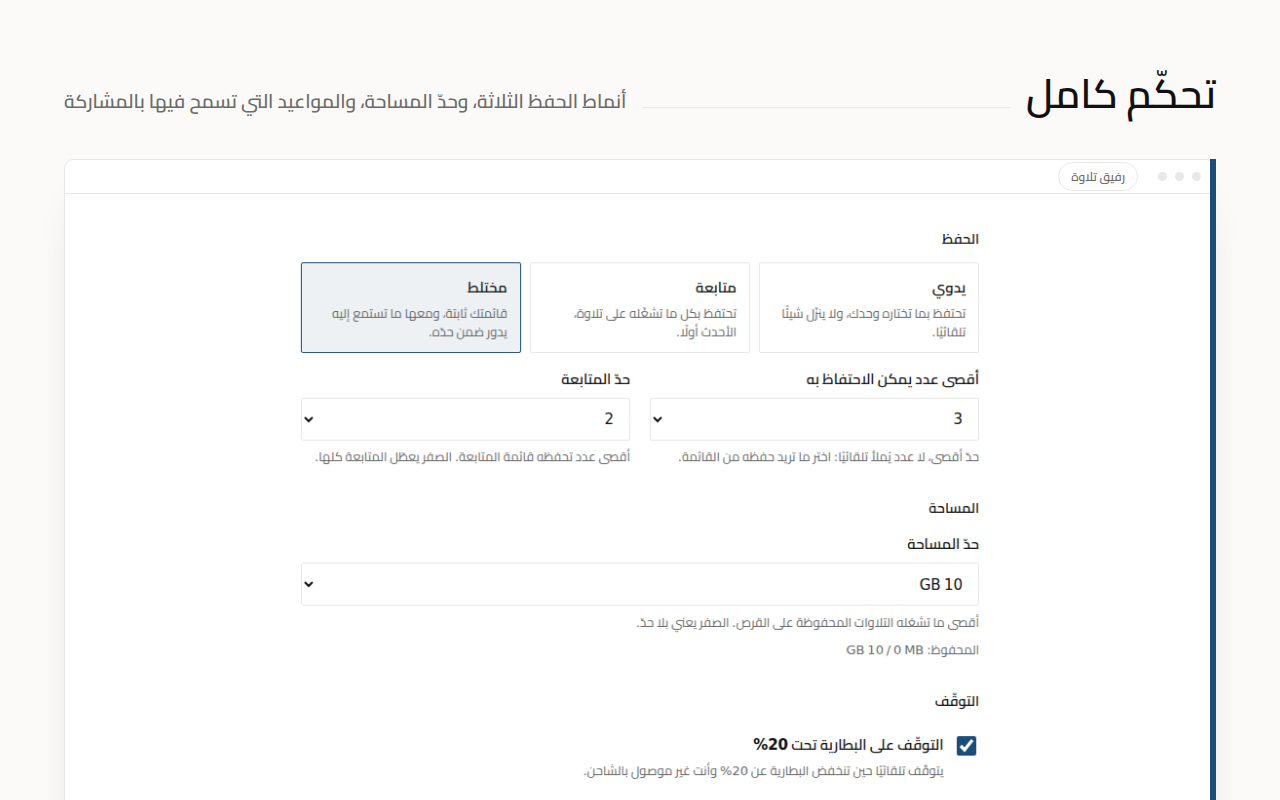 تحكّم كامل
أنماط الحفظ الثلاثة، وحدّ المساحة، والمواعيد التي تسمح فيها بالمشاركة
رفيق تلاوة
الحفظ
يدوي
تحتفظ بما تختاره وحدك، ولا ينزّل شيئًا
تلقائيًا.
متابعة
تحتفظ بكل ما تشغّله على تلاوة،
الأحدث أولًا.
مختلط
قائمتك ثابتة، ومعها ما تستمع إليه
يدور ضمن حدّه.
أقصى عدد يمكن الاحتفاظ به
3
حدّ أقصى، لا عدد يُملأ تلقائيًا: اختر ما تريد حفظه من القائمة.
حدّ المتابعة
2
أقصى عدد تحفظه قائمة المتابعة. الصفر يعطّل المتابعة كلها.
المساحة
حدّ المساحة
10 GB
أقصى ما تشغله التلاوات المحفوظة على القرص. الصفر يعني بلا حدّ.
المحفوظ: 0 MB / 10 GB
التوقّف
التوقّف على البطارية تحت 20%
يتوقّف تلقائيًا حين تنخفض البطارية عن 20% وأنت غير موصول بالشاحن.